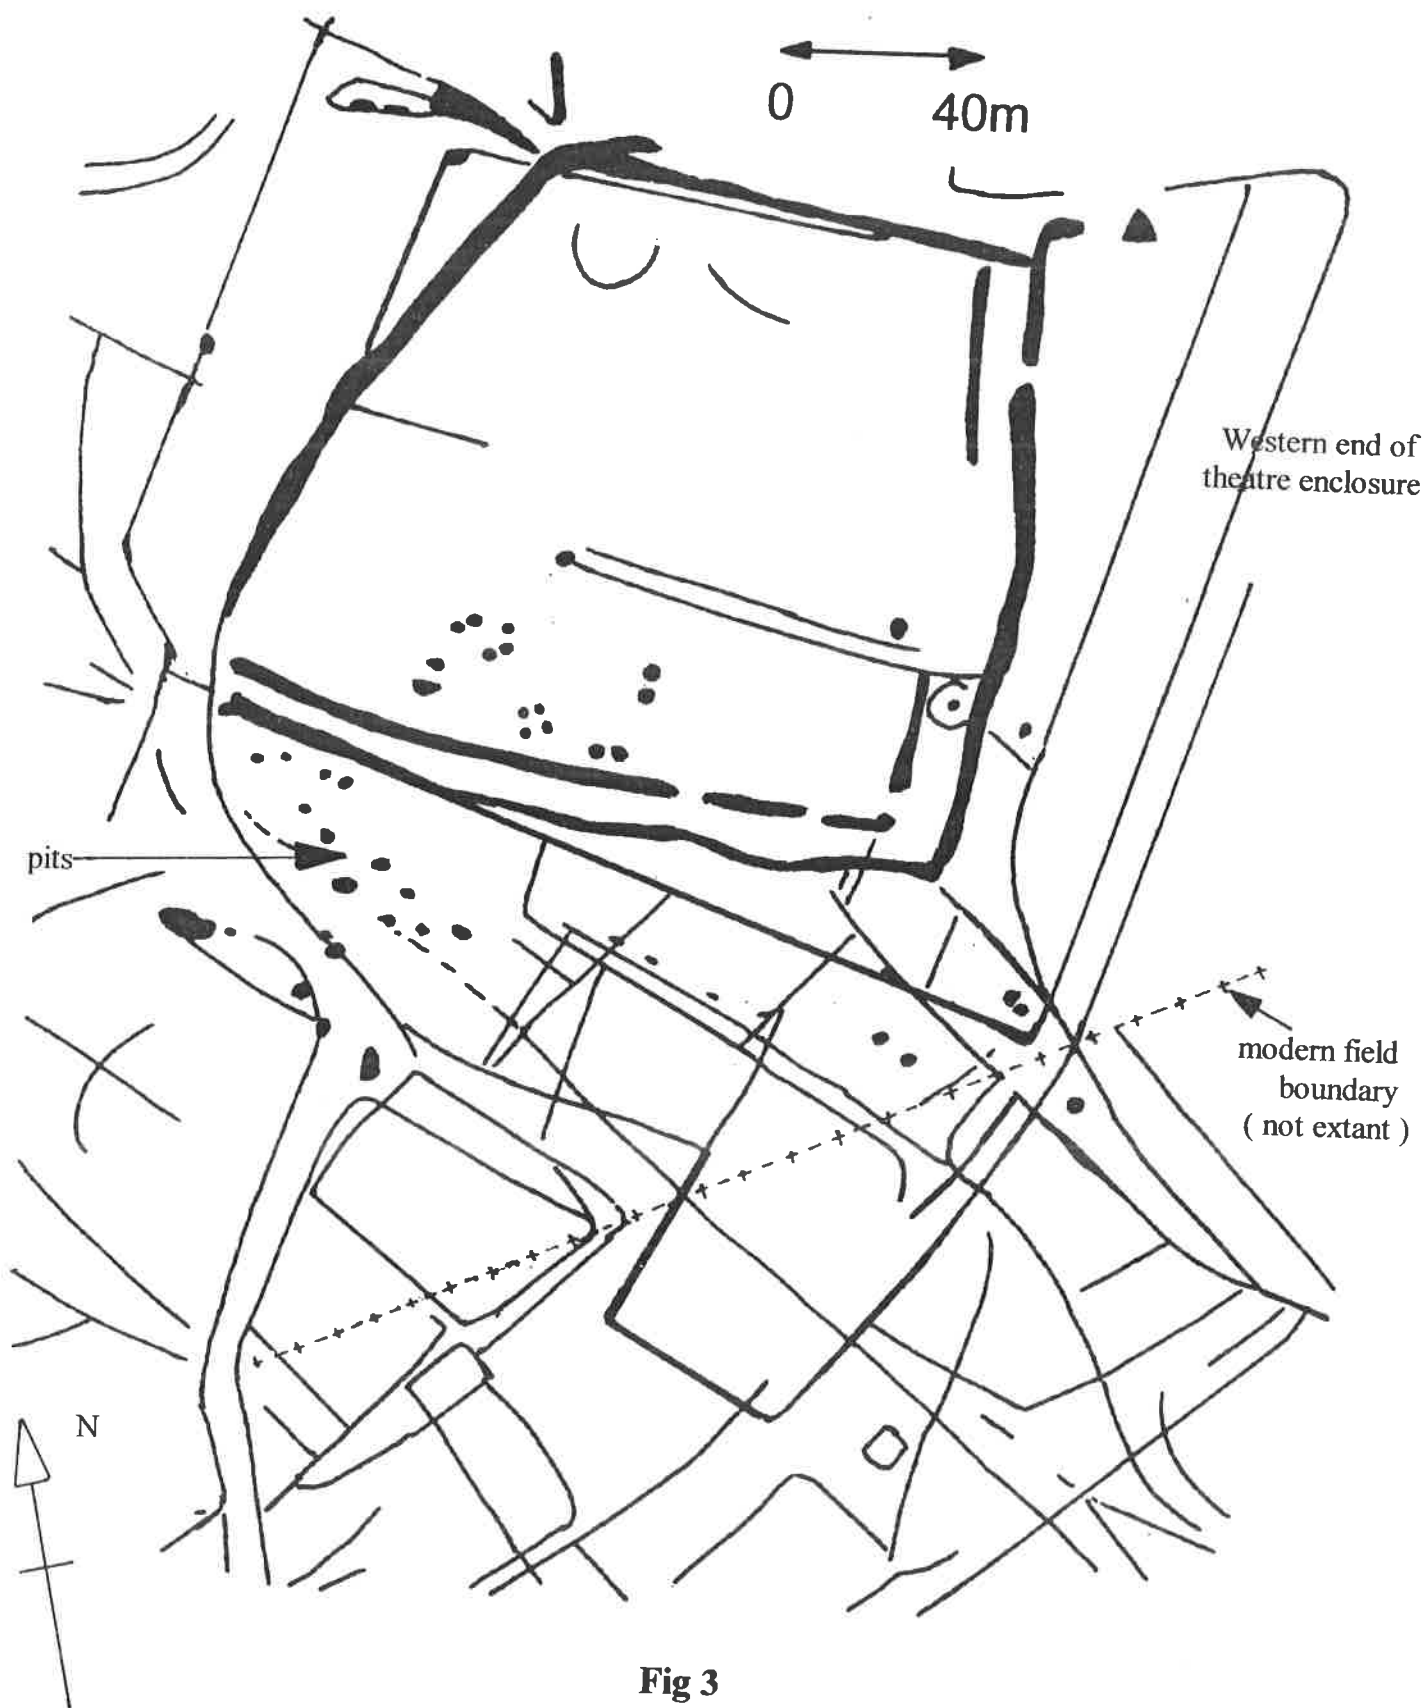 0
40m
Western end of
theatre enclosure
pits
modern field
boundary
( not extant )
N
Fig 3